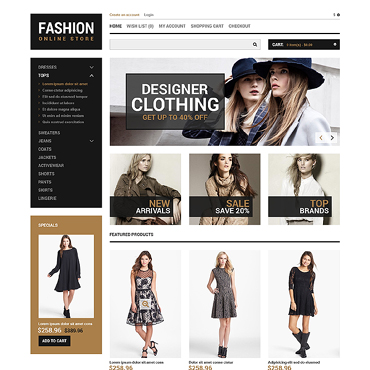 FASHION
ONLINE STORE
Create an account Login
HOME WISH LIST (0) MY ACCOUNT SHOPPING CART CHECKOUT
CART 0 item(s) - $0.00
DRESSES
TOPS
Lorem ipsum dolor sit amet
Conse ctetur adipisicing
Elit sed do eiusmod tempor
Incididunt ut labore
Et dolore magna aliqua
Ut enim ad minim veniam
Quis nostrud exercitation
SWEATERS
JEANS
COATS
JACKETS
ACTIVEWEAR
SHORTS
PANTS
SKIRTS
LINGERIE
DESIGNER
CLOTHING
GET UP TO 40% OFF
NEW
ARRIVALS
SALE
SAVE 20%
TOP
BRANDS
SPECIALS
Lorem ipsum dolor sit amet cons
$258.96 $589.96
ADD TO CART
FEATURED PRODUCTS
Lorem ipsum dolor sit amet cons
$258.96
Dolor sit amet conse ctetur
$258.96
Adipisicing elit sed do eiusmod
$258.96